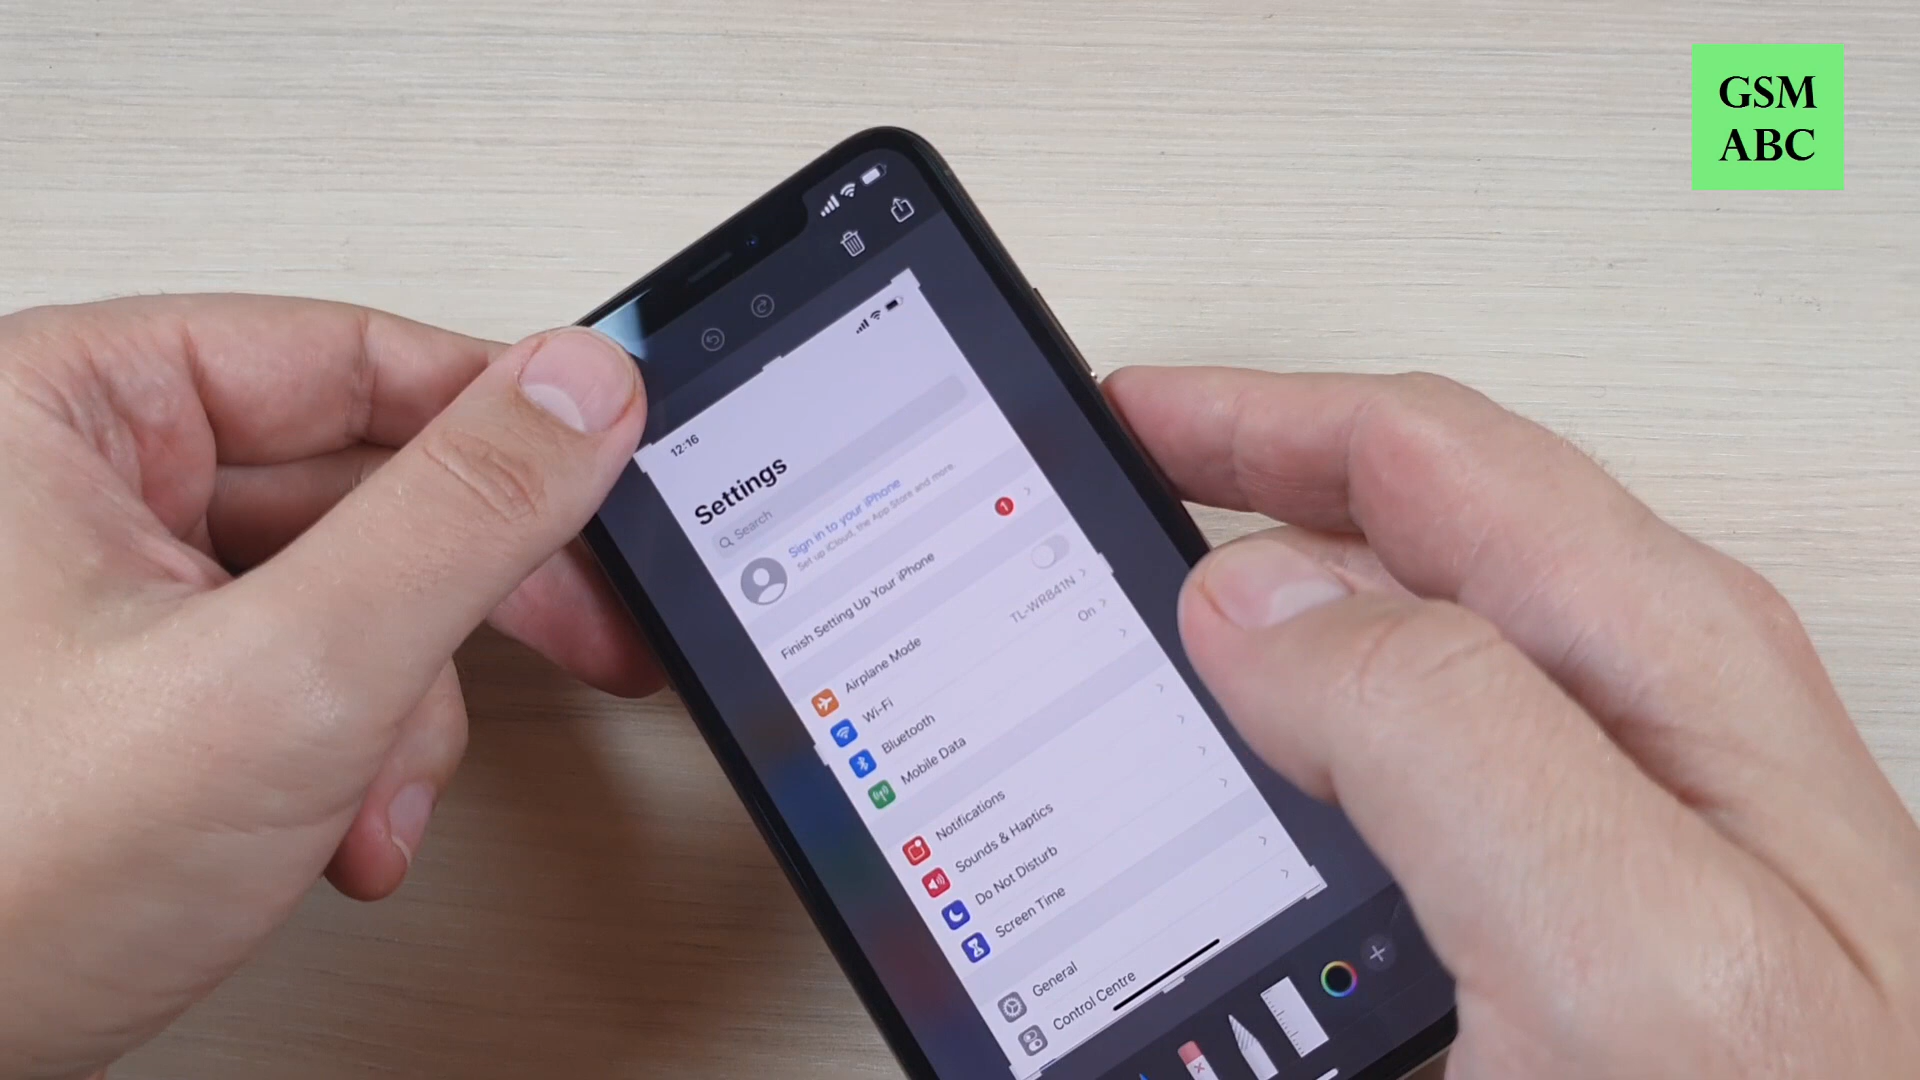 GSM
ABC
12:16
Settings
Search
Sign in to your iPhone
Set up iCloud, the App Store and more.
Finish Setting Up Your iPhone
1
Airplane Mode
Wi-Fi TL-WR841N
Bluetooth On
Mobile Data
Notifications
Sounds & Haptics
Do Not Disturb
Screen Time
General
Control Centre